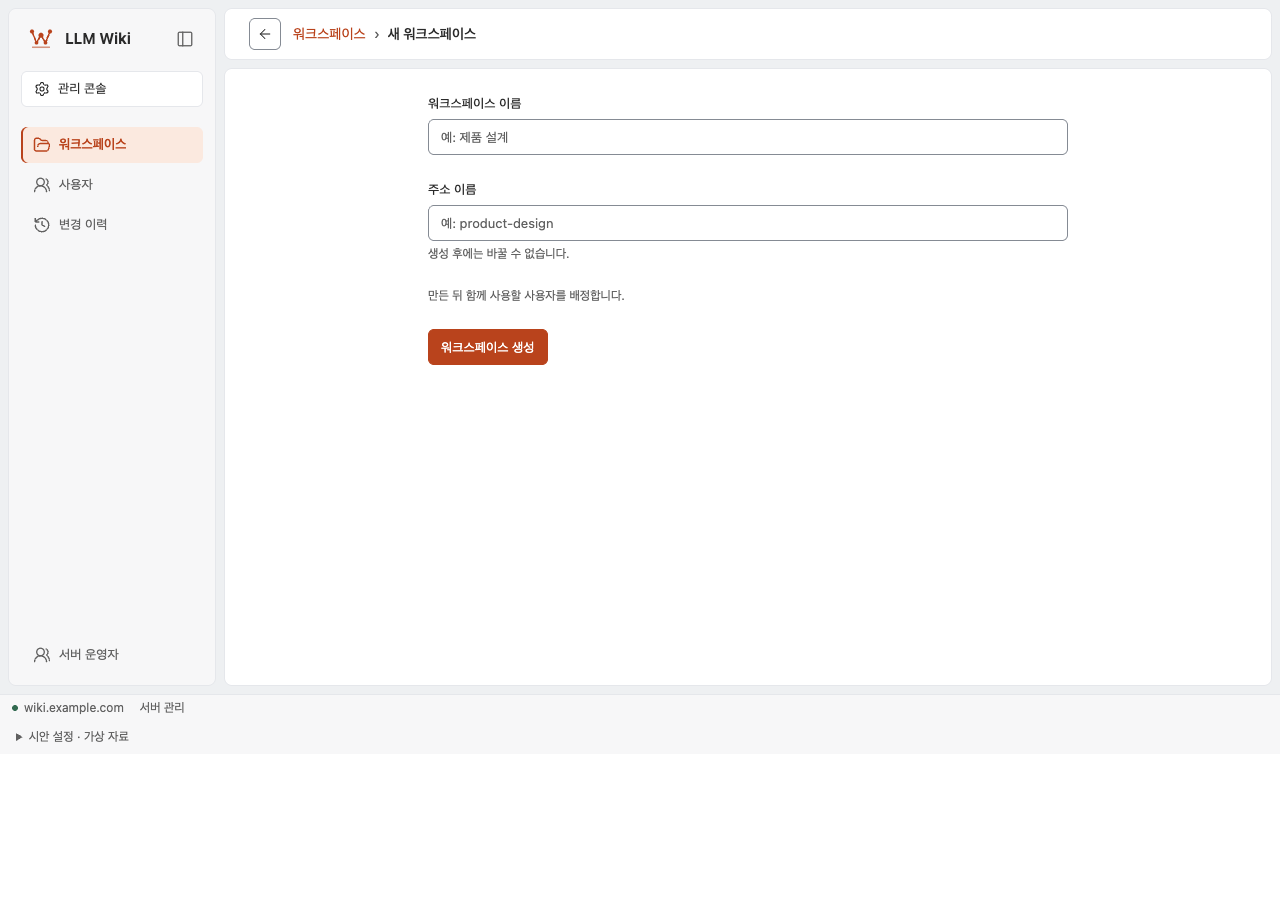 LLM Wiki
관리 콘솔
워크스페이스
사용자
변경 이력
서버 운영자
워크스페이스 › 새 워크스페이스
워크스페이스 이름
예: 제품 설계
주소 이름
예: product-design
생성 후에는 바꿀 수 없습니다.
만든 뒤 함께 사용할 사용자를 배정합니다.
워크스페이스 생성
wiki.example.com 서버 관리
시안 설정 · 가상 자료